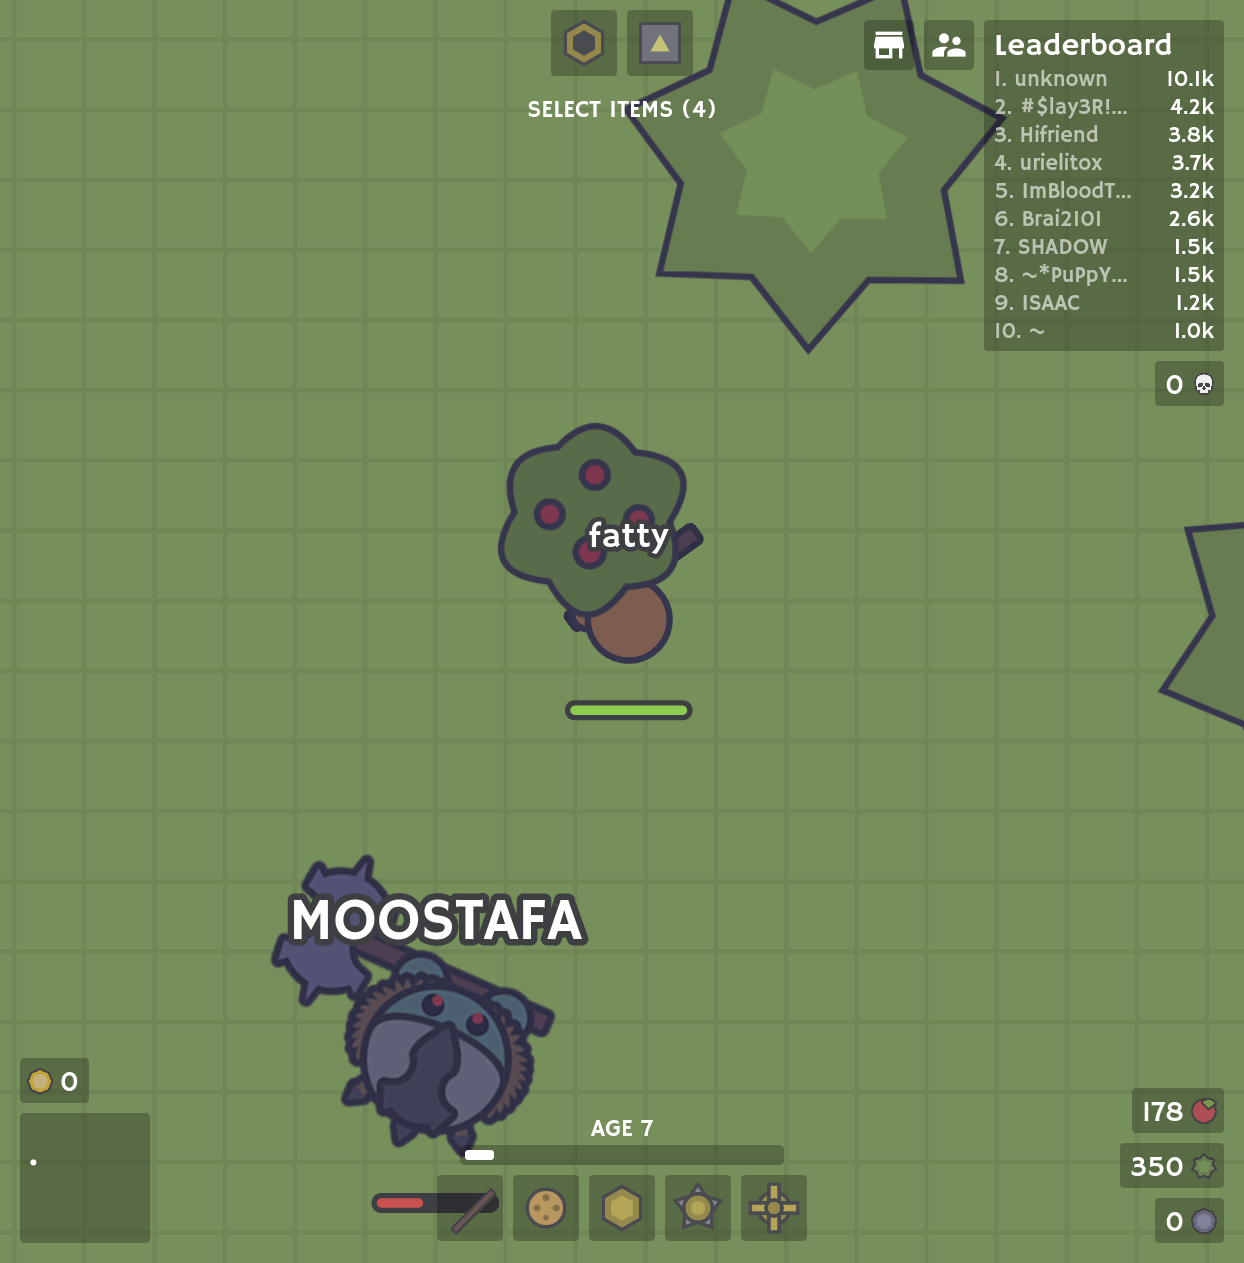 SELECT ITEMS (4)
Leaderboard
1. unknown 10.1k
2. #$lay3R!... 4.2k
3. Hifriend 3.8k
4. urielitox 3.7k
5. ImBloodT... 3.2k
6. Brai2101 2.6k
7. SHADOW 1.5k
8. ~*PuPpY... 1.5k
9. ISAAC 1.2k
10. ~ 1.0k
0
fatty
MOOSTAFA
0
AGE 7
178
350
0